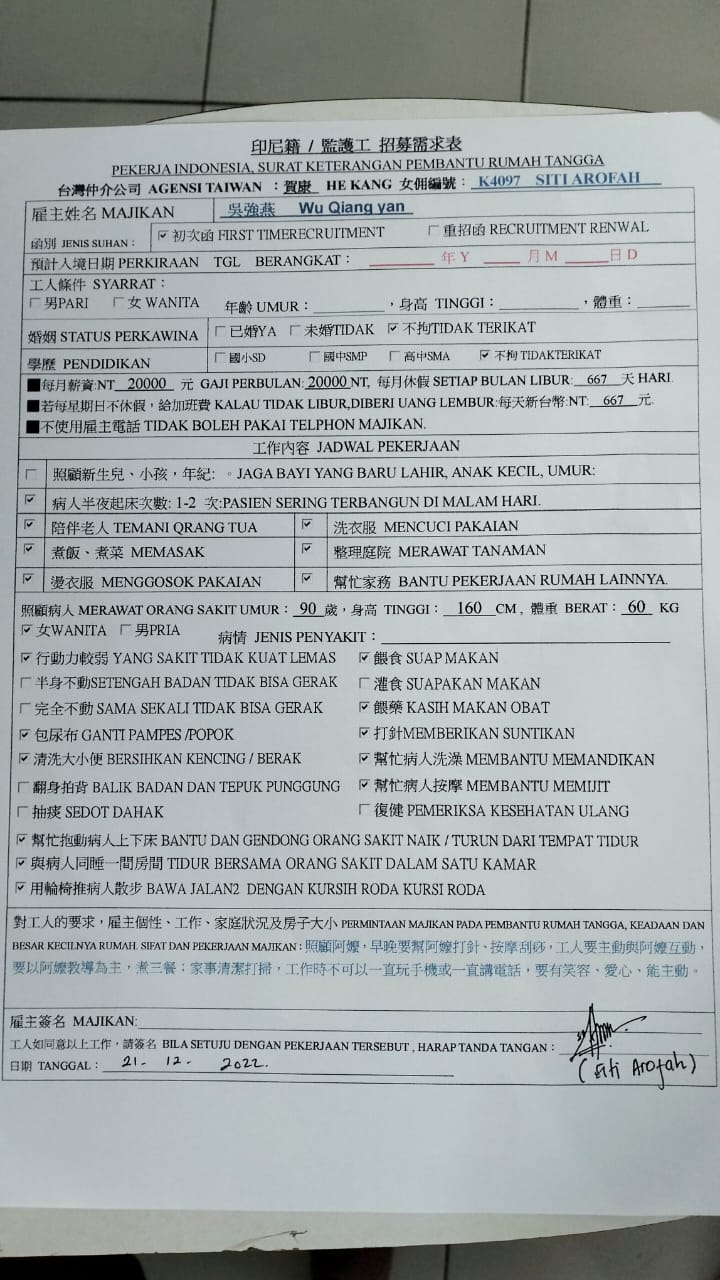 印尼籍 / 監護工 招募需求表
PEKERJA INDONESIA, SURAT KETERANGAN PEMBANTU RUMAH TANGGA
台灣仲介公司 AGENSI TAIWAN ：賀康 HE KANG 女佣編號： K4097 SITI AROFAH
雇主姓名 MAJIKAN 吳強燕 Wu Qiang yan
函別 JENIS SUHAN： ☑初次函 FIRST TIMERECRUITMENT ☐重招函 RECRUITMENT RENWAL
預計入境日期 PERKIRAAN TGL BERANGKAT： ______ 年 Y ____ 月 M _____ 日 D
工人條件 SYARRAT：
☐男PARI ☐女 WANITA 年齡 UMUR：________，身高 TINGGI：________，體重：______
婚姻 STATUS PERKAWINA ☐已婚YA ☐未婚TIDAK ☑不拘TIDAK TERIKAT
學歷 PENDIDIKAN ☐國小SD ☐國中SMP ☐高中SMA ☑不拘 TIDAKTERIKAT
■每月薪資:NT 20000 元 GAJI PERBULAN: 20000 NT, 每月休假 SETIAP BULAN LIBUR: 667 天 HARI.
■若每星期日不休假，給加班費 KALAU TIDAK LIBUR,DIBERI UANG LEMBUR:每天新台幣:NT: 667 元.
■不使用雇主電話 TIDAK BOLEH PAKAI TELPHON MAJIKAN.
工作內容 JADWAL PEKERJAAN
☐ 照顧新生兒、小孩，年紀: 。JAGA BAYI YANG BARU LAHIR, ANAK KECIL, UMUR:
☑ 病人半夜起床次數: 1-2 次:PASIEN SERING TERBANGUN DI MALAM HARI.
☑ 陪伴老人 TEMANI QRANG TUA ☑ 洗衣服 MENCUCI PAKAIAN
☑ 煮飯、煮菜 MEMASAK ☑ 整理庭院 MERAWAT TANAMAN
☑ 燙衣服 MENGGOSOK PAKAIAN ☑ 幫忙家務 BANTU PEKERJAAN RUMAH LAINNYA.
照顧病人 MERAWAT ORANG SAKIT UMUR： 90 歲，身高 TINGGI： 160 CM , 體重 BERAT： 60 KG
☑女WANITA ☐男PRIA 病情 JENIS PENYAKIT：
☑行動力較弱 YANG SAKIT TIDAK KUAT LEMAS ☑餵食 SUAP MAKAN
☐半身不動SETENGAH BADAN TIDAK BISA GERAK ☐灌食 SUAPAKAN MAKAN
☐完全不動 SAMA SEKALI TIDAK BISA GERAK ☑餵藥 KASIH MAKAN OBAT
☑包尿布 GANTI PAMPES /POPOK ☑打針MEMBERIKAN SUNTIKAN
☑清洗大小便 BERSIHKAN KENCING / BERAK ☑幫忙病人洗澡 MEMBANTU MEMANDIKAN
☐翻身拍背 BALIK BADAN DAN TEPUK PUNGGUNG ☑幫忙病人按摩 MEMBANTU MEMIJIT
☐抽痰 SEDOT DAHAK ☐復健 PEMERIKSA KESEHATAN ULANG
☑幫忙抱動病人上下床 BANTU DAN GENDONG ORANG SAKIT NAIK / TURUN DARI TEMPAT TIDUR
☑與病人同睡一間房間 TIDUR BERSAMA ORANG SAKIT DALAM SATU KAMAR
☑用輪椅推病人散步 BAWA JALAN2 DENGAN KURSIH RODA KURSI RODA
對工人的要求，雇主個性、工作、家庭狀況及房子大小 PERMINTAAN MAJIKAN PADA PEMBANTU RUMAH TANGGA, KEADAAN DAN
BESAR KECILNYA RUMAH. SIFAT DAN PEKERJAAN MAJIKAN：照顧阿嬤，早晚要幫阿嬤打針、按摩刮痧，工人要主動與阿嬤互動，
要以阿嬤教導為主，煮三餐；家事清潔打掃，工作時不可以一直玩手機或一直講電話，要有笑容、愛心、能主動。
雇主簽名 MAJIKAN:
工人如同意以上工作，請簽名 BILA SETUJU DENGAN PEKERJAAN TERSEBUT , HARAP TANDA TANGAN：
(Siti Arofah)
日期 TANGGAL： 21 - 12 - 2022.